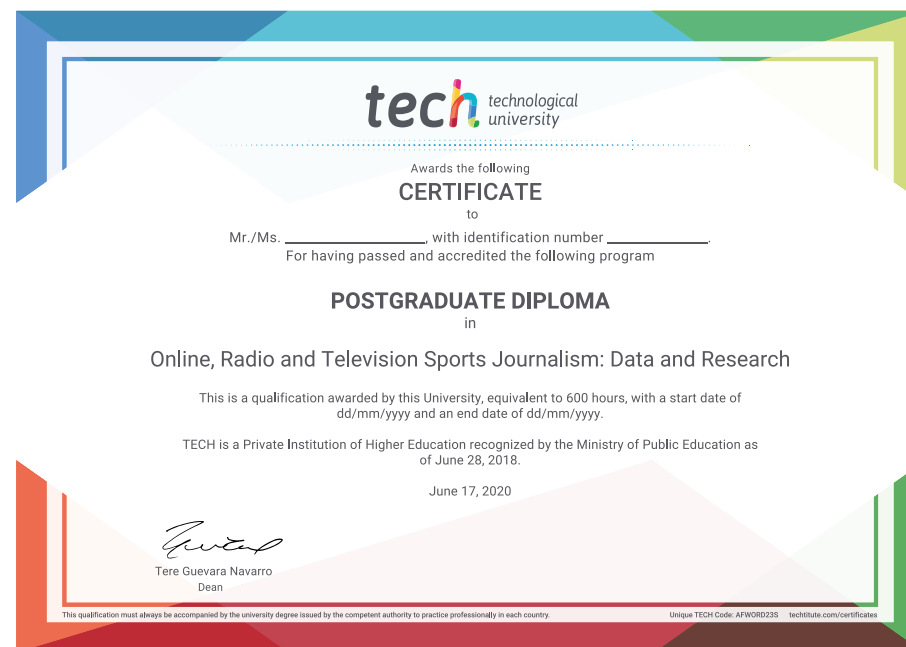 tech technological
university
Awards the following
CERTIFICATE
to
Mr./Ms. ____________________, with identification number ______________.
For having passed and accredited the following program
POSTGRADUATE DIPLOMA
in
Online, Radio and Television Sports Journalism: Data and Research
This is a qualification awarded by this University, equivalent to 600 hours, with a start date of
dd/mm/yyyy and an end date of dd/mm/yyyy.
TECH is a Private Institution of Higher Education recognized by the Ministry of Public Education as
of June 28, 2018.
June 17, 2020
Tere Guevara Navarro
Dean
This qualification must always be accompanied by the university degree issued by the competent authority to practice professionally in each country.
Unique TECH Code: AFWORD23S techtitute.com/certificates